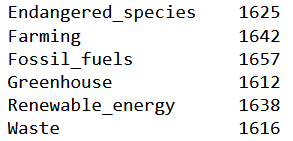 Endangered_species 1625
Farming 1642
Fossil_fuels 1657
Greenhouse 1612
Renewable_energy 1638
Waste 1616